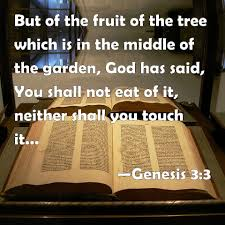 But of the fruit of the tree
which is in the middle of
the garden, God has said,
You shall not eat of it,
neither shall you touch
it...
—Genesis 3:3